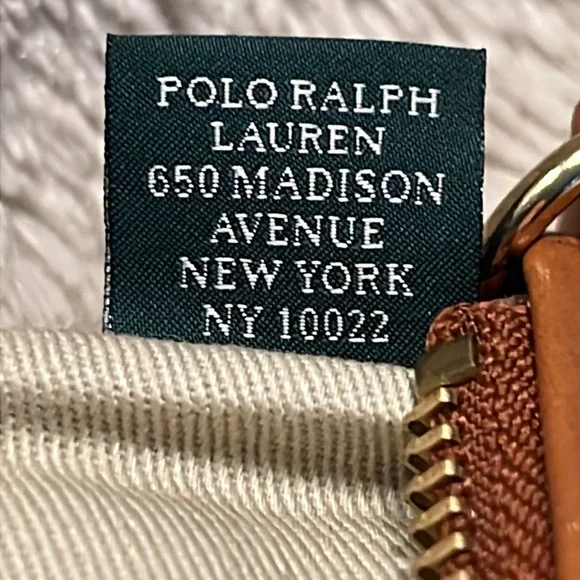 POLO RALPH
LAUREN
650 MADISON
AVENUE
NEW YORK
NY 10022